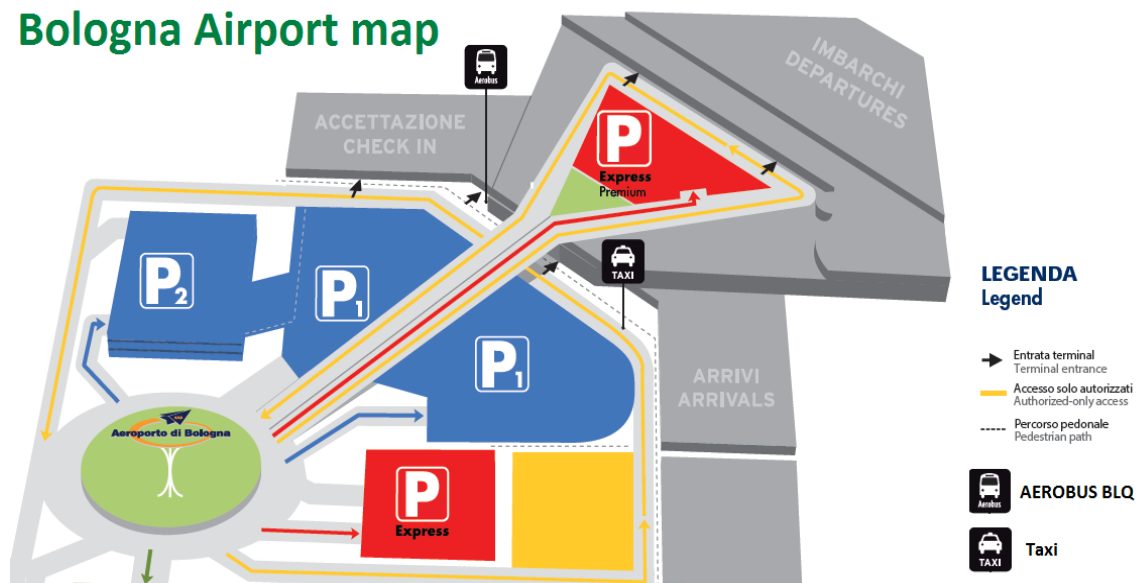 Bologna Airport map
Aerobus
IMBARCHI
DEPARTURES
ACCETTAZIONE
CHECK IN
P
Express
Premium
TAXI
P2
P1
P1
ARRIVI
ARRIVALS
Aeroporto di Bologna
P
Express
LEGENDA
Legend
Entrata terminal
Terminal entrance
Accesso solo autorizzati
Authorized-only access
Percorso pedonale
Pedestrian path
Aerobus
AEROBUS BLQ
TAXI
Taxi